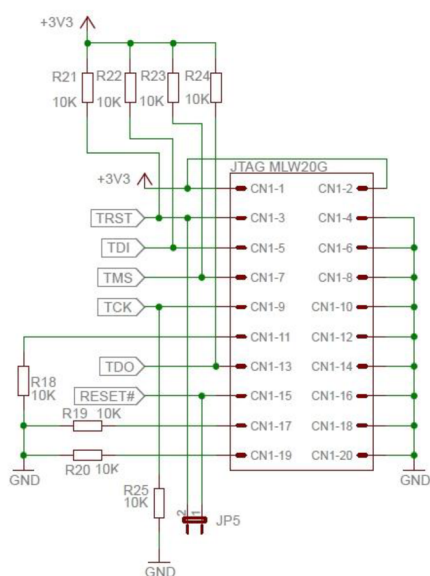 +3V3
R21 R22 R23 R24
10K 10K 10K 10K
JTAG MLW20G
+3V3 CN1-1 CN1-2
TRST CN1-3 CN1-4
TDI CN1-5 CN1-6
TMS CN1-7 CN1-8
TCK CN1-9 CN1-10
CN1-11 CN1-12
TDO CN1-13 CN1-14
R18
10K
RESET# CN1-15 CN1-16
R19 10K CN1-17 CN1-18
R20 10K CN1-19 CN1-20
GND GND
R25
10K
2 1 JP5
GND